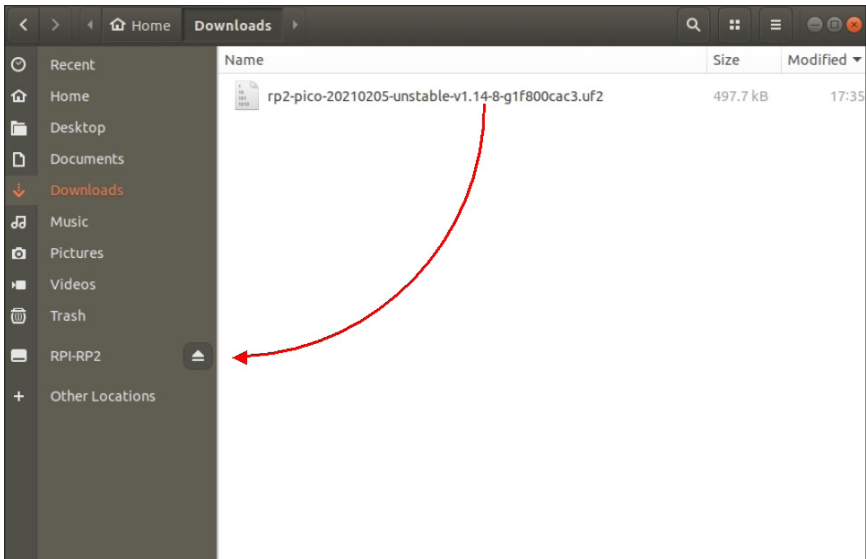 Home Downloads
Name Size Modified
Recent
rp2-pico-20210205-unstable-v1.14-8-g1f800cac3.uf2 497.7 kB 17:35
Home
Desktop
Documents
Downloads
Music
Pictures
Videos
Trash
RPI-RP2
Other Locations